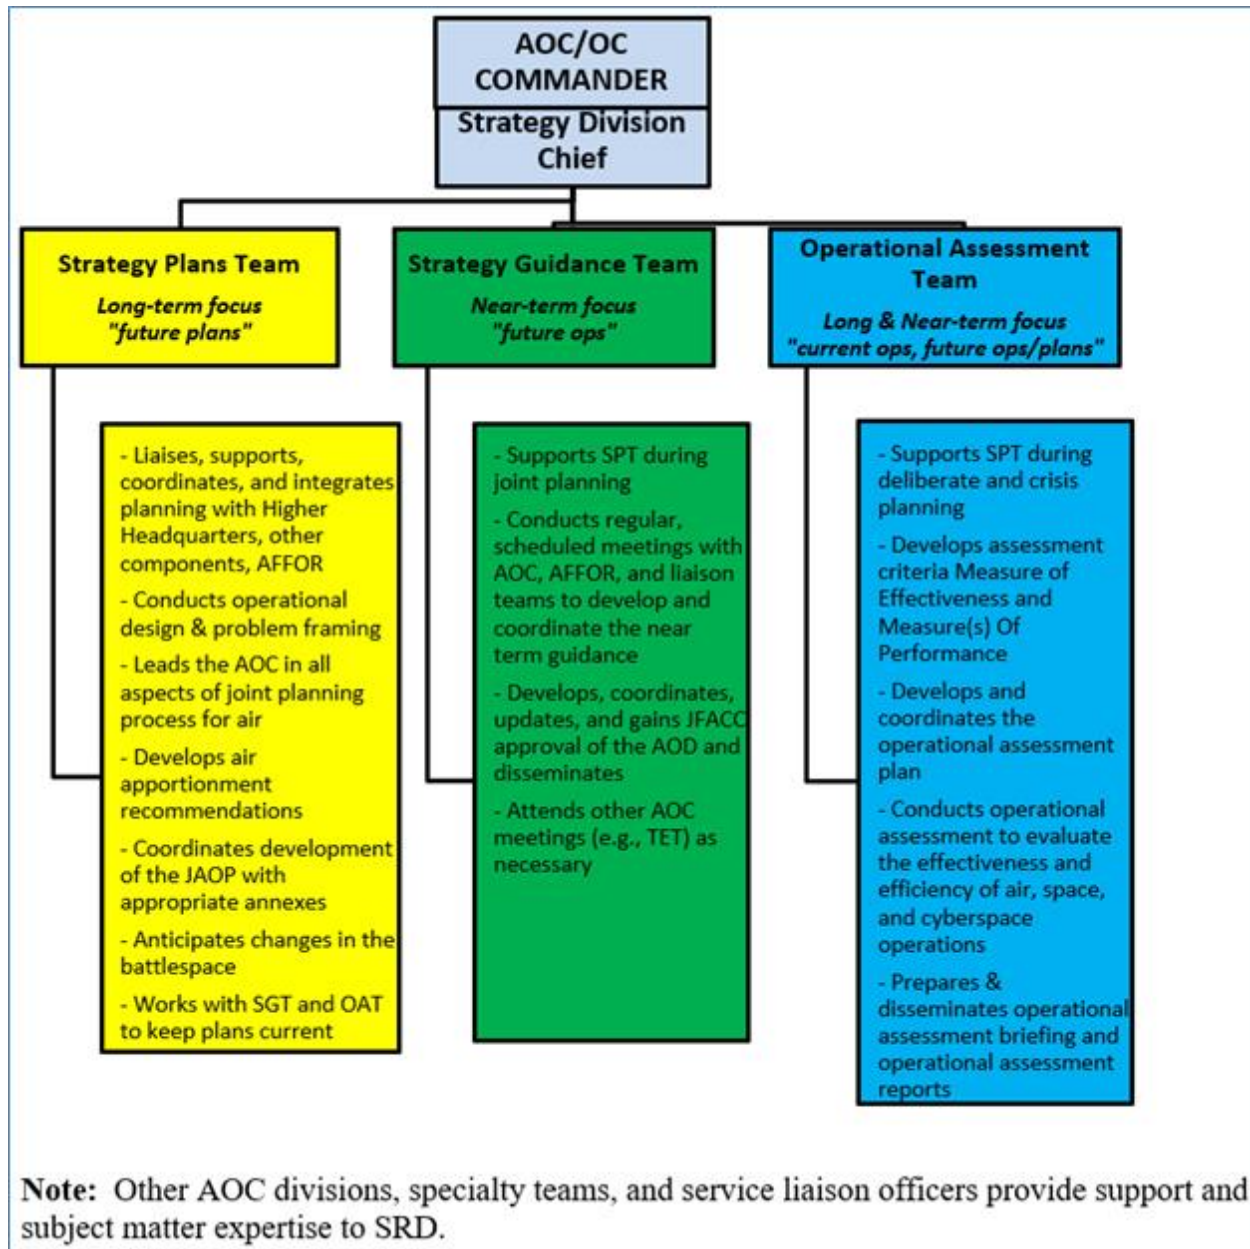 AOC/OC
COMMANDER
Strategy Division
Chief
Strategy Plans Team
Long-term focus
"future plans"
Strategy Guidance Team
Near-term focus
"future ops"
Operational Assessment
Team
Long & Near-term focus
"current ops, future ops/plans"
- Liaises, supports,
coordinates, and integrates
planning with Higher
Headquarters, other
components, AFFOR
- Conducts operational
design & problem framing
- Leads the AOC in all
aspects of joint planning
process for air
- Develops air
apportionment
recommendations
- Coordinates development
of the JAOP with
appropriate annexes
- Anticipates changes in the
battlespace
- Works with SGT and OAT
to keep plans current
- Supports SPT during
joint planning
- Conducts regular,
scheduled meetings with
AOC, AFFOR, and liaison
teams to develop and
coordinate the near
term guidance
- Develops, coordinates,
updates, and gains JFACC
approval of the AOD and
disseminates
- Attends other AOC
meetings (e.g., TET) as
necessary
- Supports SPT during
deliberate and crisis
planning
- Develops assessment
criteria Measure of
Effectiveness and
Measure(s) Of
Performance
- Develops and
coordinates the
operational assessment
plan
- Conducts operational
assessment to evaluate
the effectiveness and
efficiency of air, space,
and cyberspace
operations
- Prepares &
disseminates operational
assessment briefing and
operational assessment
reports
Note: Other AOC divisions, specialty teams, and service liaison officers provide support and
subject matter expertise to SRD.